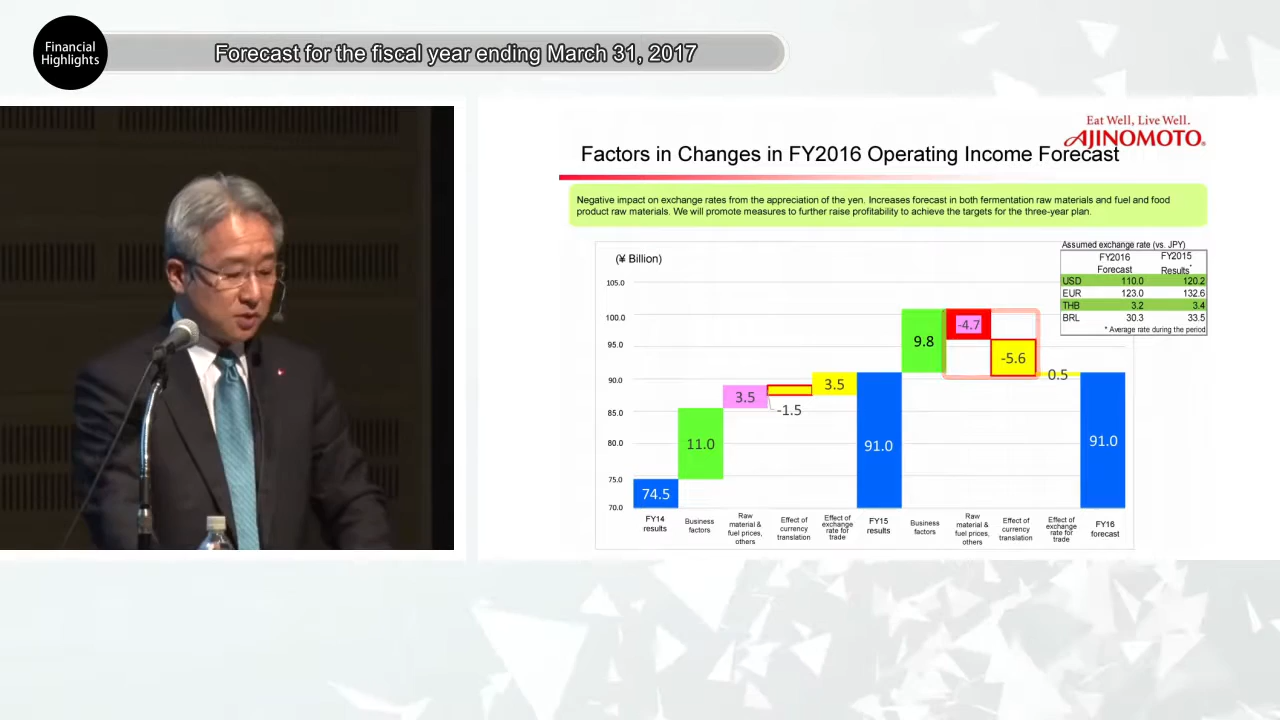 Financial
Highlights
Forecast for the fiscal year ending March 31, 2017
Eat Well, Live Well.
AJINOMOTO®
Factors in Changes in FY2016 Operating Income Forecast
Negative impact on exchange rates from the appreciation of the yen. Increases forecast in both fermentation raw materials and fuel and food
product raw materials. We will promote measures to further raise profitability to achieve the targets for the three-year plan.
(¥ Billion)
Assumed exchange rate (vs. JPY)
FY2016 FY2015
Forecast Results*
USD 110.0 120.2
EUR 123.0 132.6
THB 3.2 3.4
BRL 30.3 33.5
* Average rate during the period
105.0
100.0
95.0
90.0
85.0
80.0
75.0
70.0
74.5
11.0
3.5
-1.5
3.5
91.0
9.8
-4.7
-5.6
0.5
91.0
FY14
results
Business
factors
Raw
material &
fuel prices,
others
Effect of
currency
translation
Effect of
exchange
rate for
trade
FY15
results
Business
factors
Raw
material &
fuel prices,
others
Effect of
currency
translation
Effect of
exchange
rate for
trade
FY16
forecast